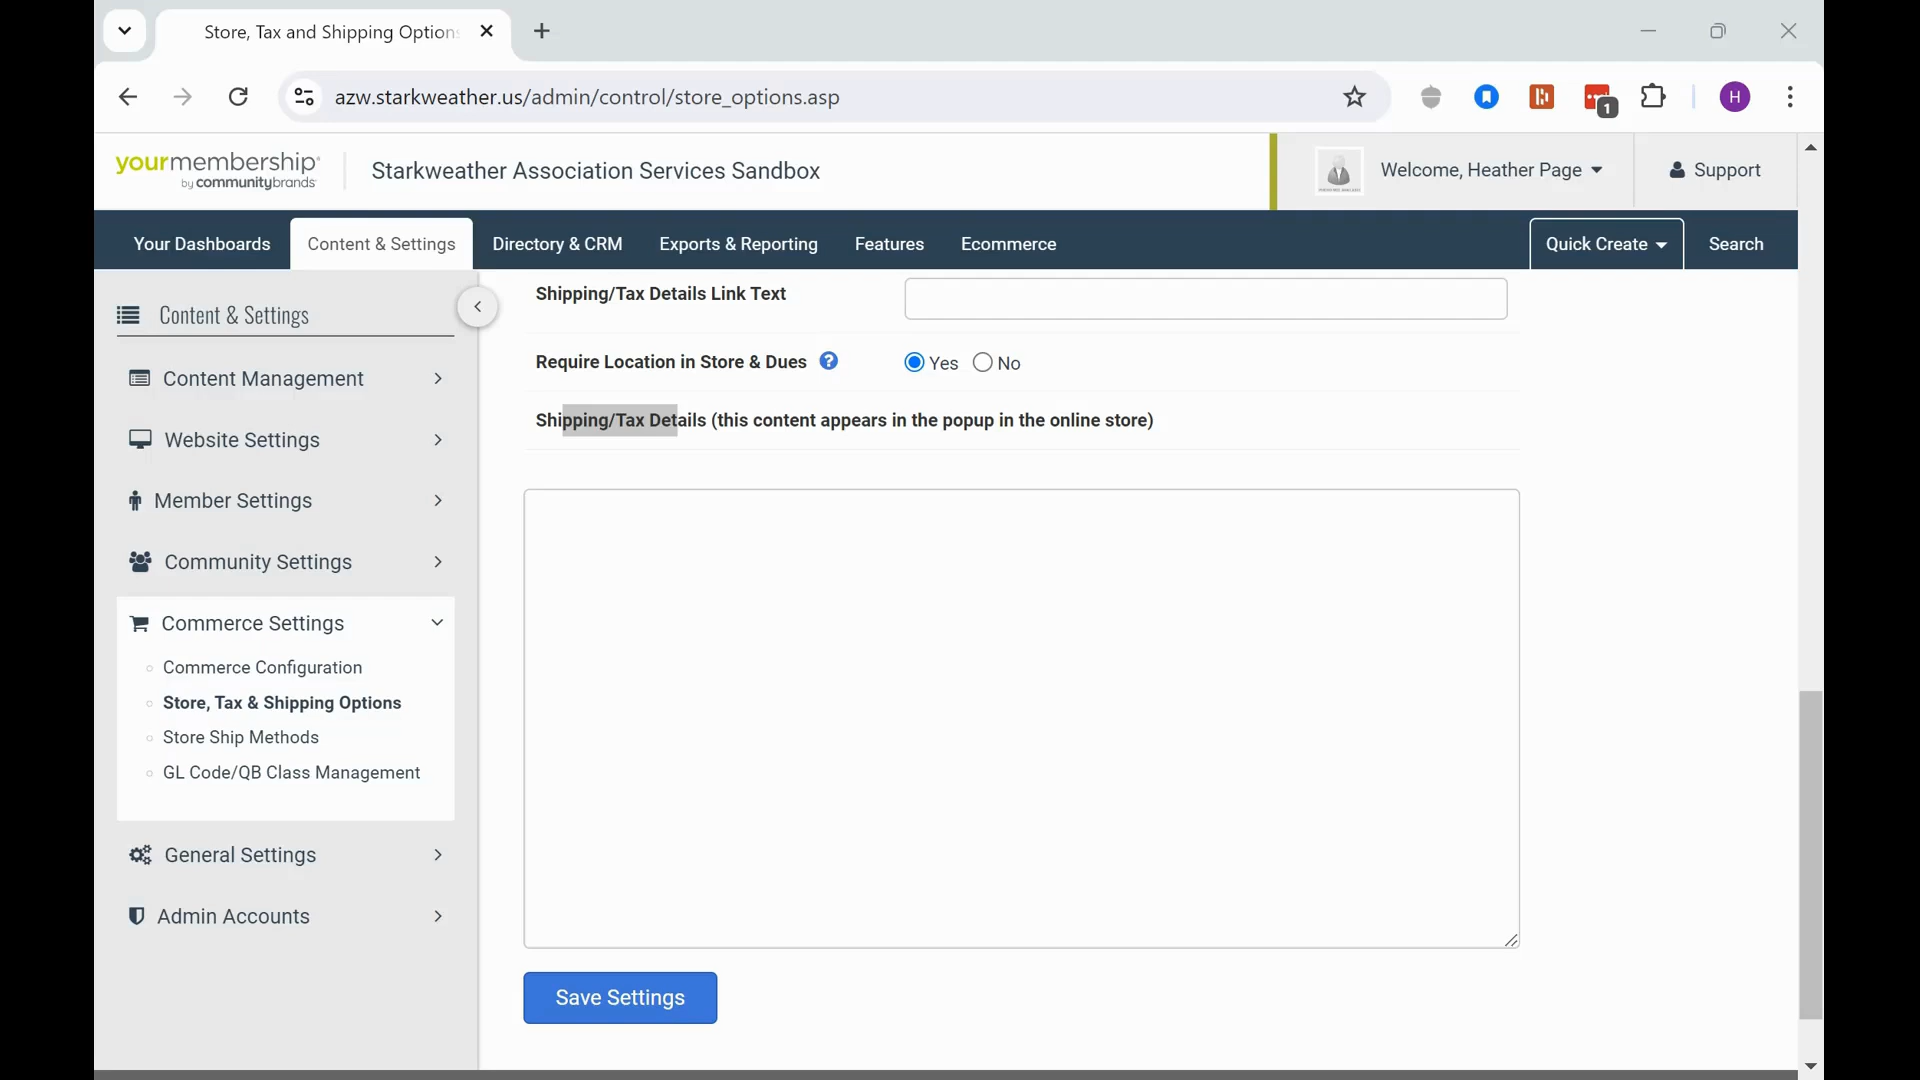 Store, Tax and Shipping Option
azw.starkweather.us/admin/control/store_options.asp
1
H
yourmembership
by communitybrands
Starkweather Association Services Sandbox
Welcome, Heather Page
Support
Your Dashboards
Content & Settings
Directory & CRM
Exports & Reporting
Features
Ecommerce
Quick Create
Search
Content & Settings
Content Management
Website Settings
Member Settings
Community Settings
Commerce Settings
Commerce Configuration
Store, Tax & Shipping Options
Store Ship Methods
GL Code/QB Class Management
General Settings
Admin Accounts
Shipping/Tax Details Link Text
Require Location in Store & Dues ? Yes No
Shipping/Tax Details (this content appears in the popup in the online store)
Save Settings